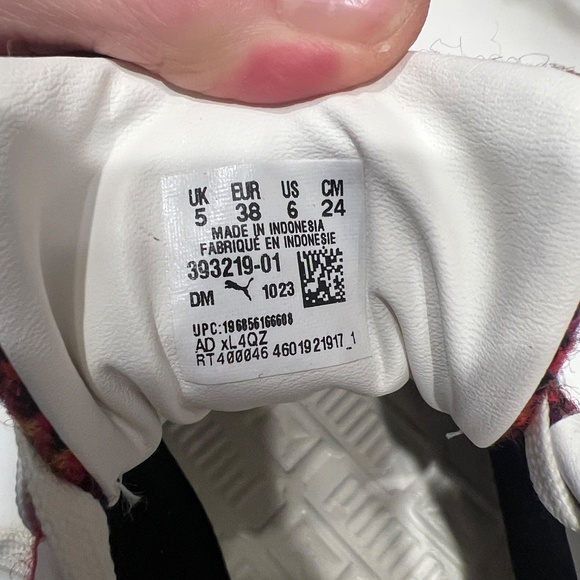 UK EUR US CM
5 38 6 24
MADE IN INDONESIA
FABRIQUÉ EN INDONESIE
393219-01
DM 1023
UPC:196856166608
AD xL4QZ
RT400046 4601921917_1